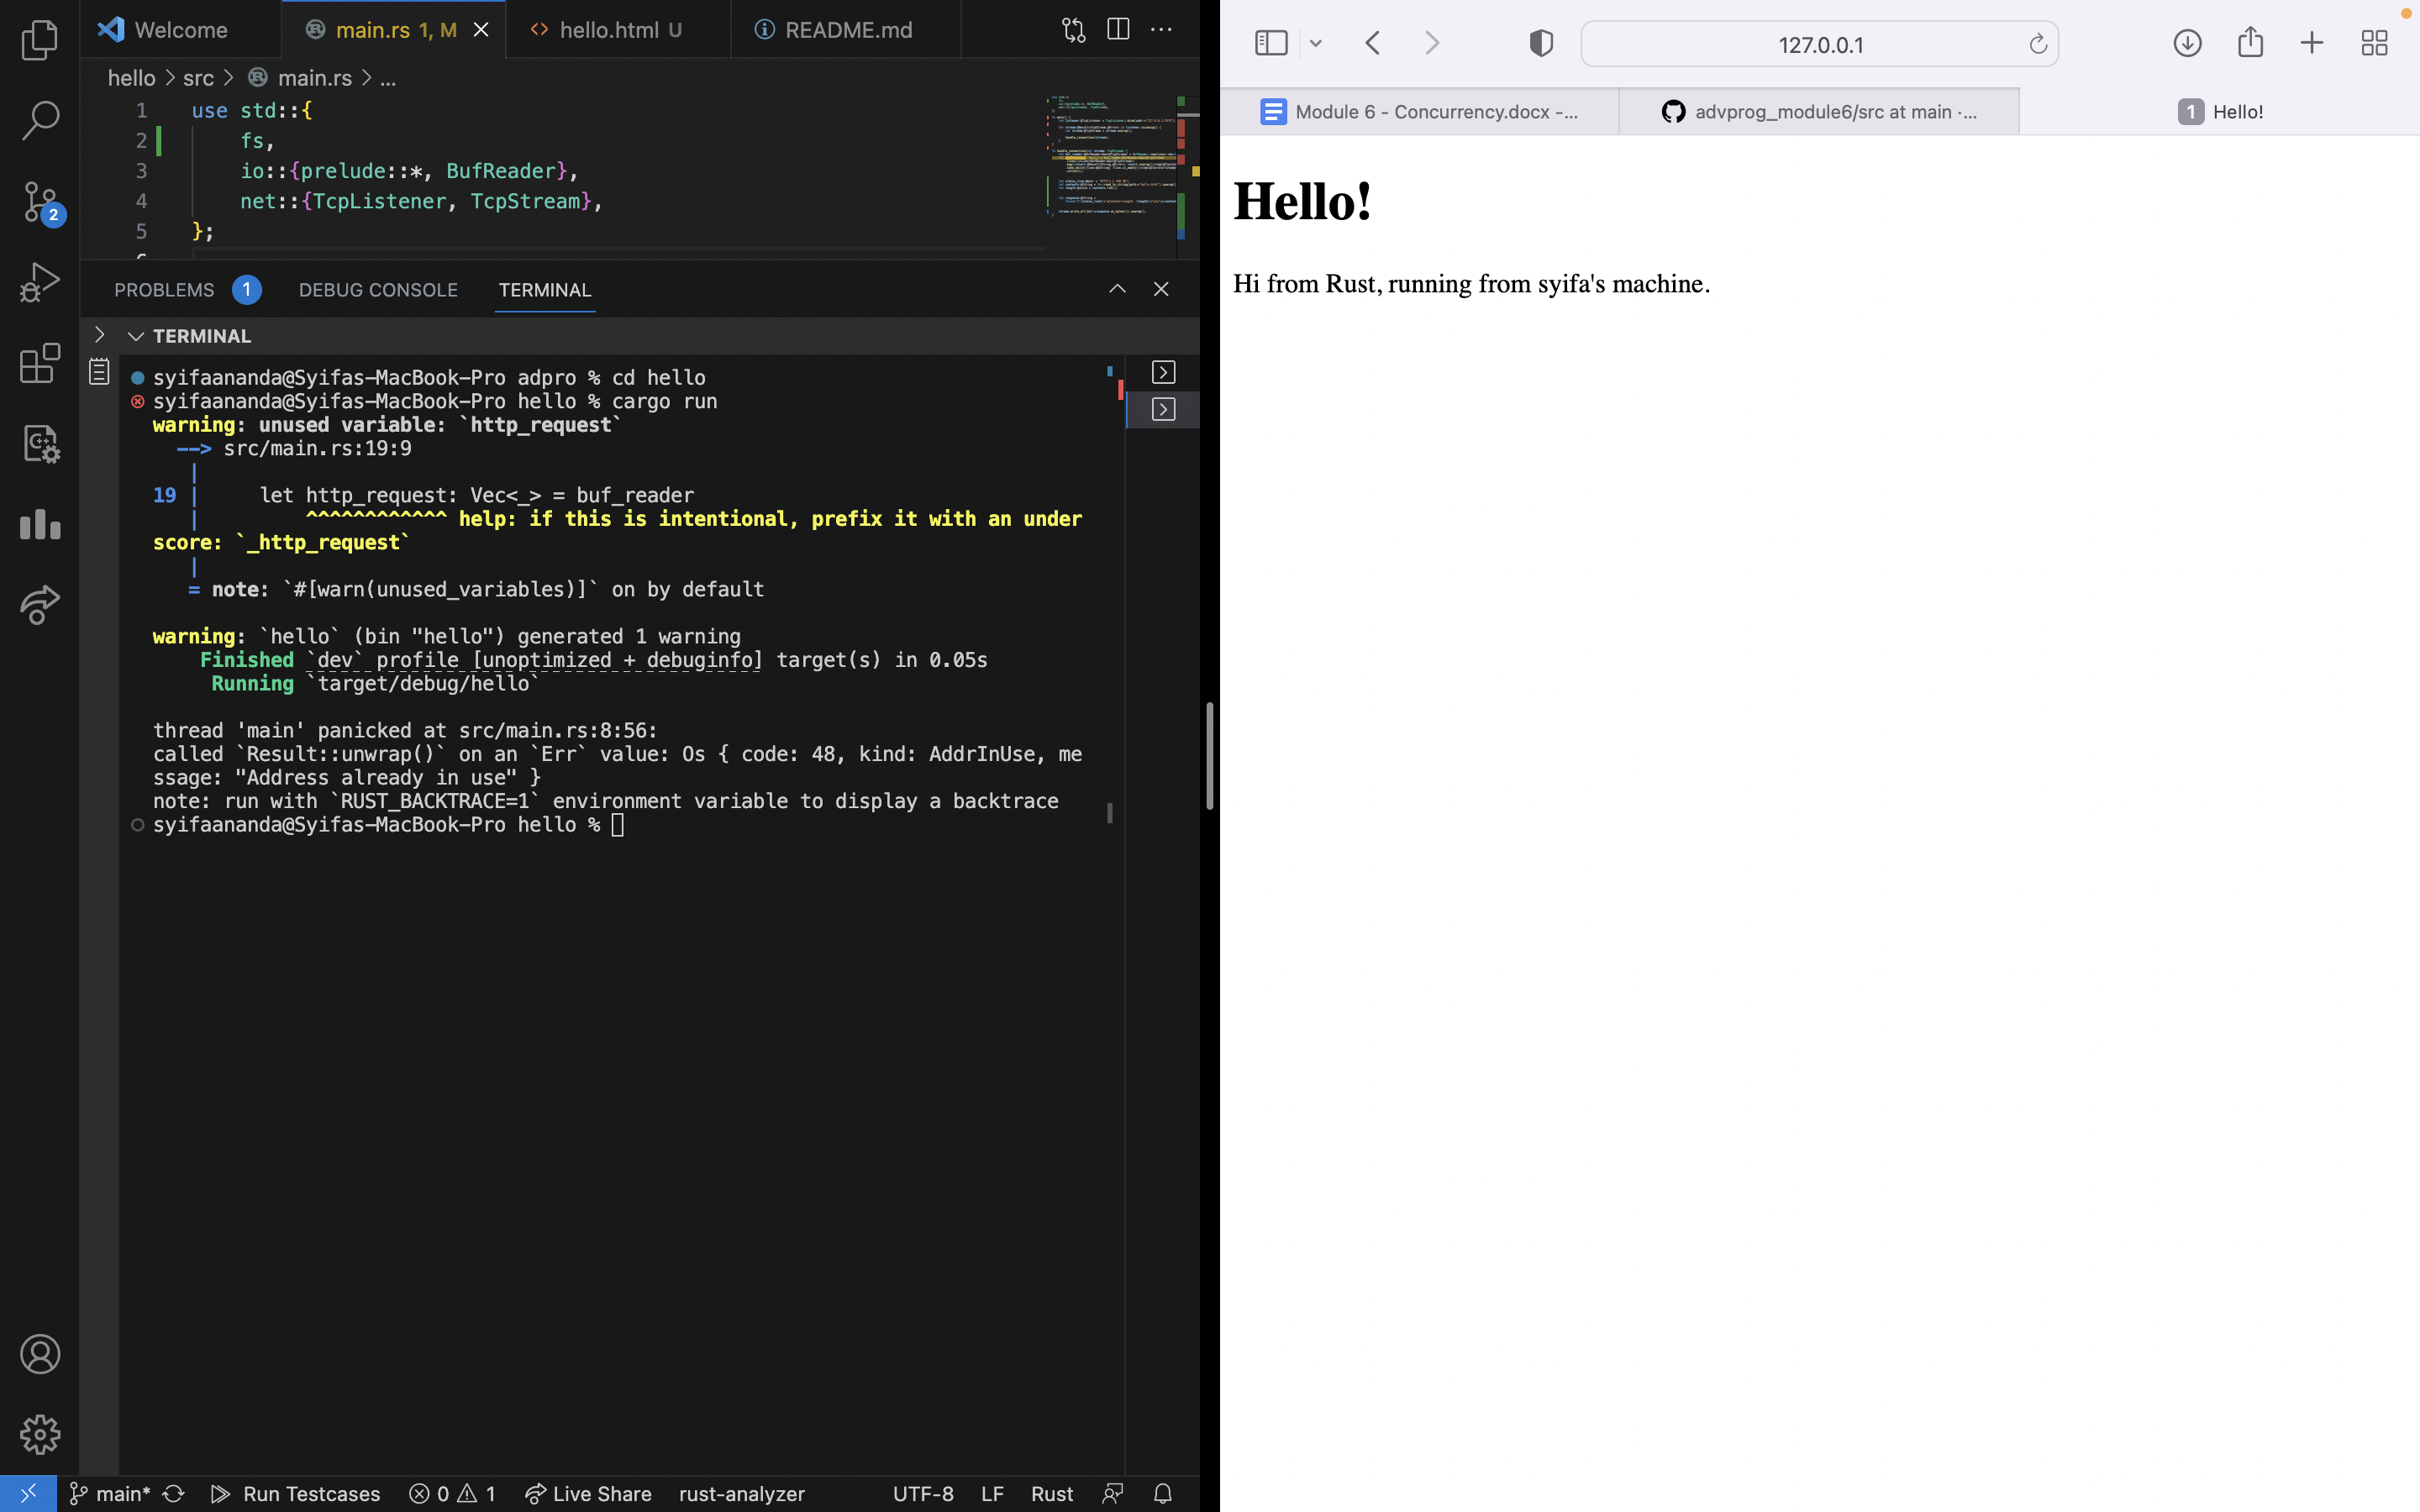 Welcome
main.rs 1, M
hello.html U
README.md
hello > src > main.rs > ...
1 use std::{
2 fs,
3 io::{prelude::*, BufReader},
4 net::{TcpListener, TcpStream},
5 };
2
PROBLEMS 1
DEBUG CONSOLE
TERMINAL
TERMINAL
syifaananda@Syifas-MacBook-Pro adpro % cd hello
syifaananda@Syifas-MacBook-Pro hello % cargo run
warning: unused variable: `http_request`
--> src/main.rs:19:9
|
19 | let http_request: Vec<_> = buf_reader
| ^^^^^^^^^^^^ help: if this is intentional, prefix it with an under
score: `_http_request`
|
= note: `#[warn(unused_variables)]` on by default
warning: `hello` (bin "hello") generated 1 warning
Finished `dev` profile [unoptimized + debuginfo] target(s) in 0.05s
Running `target/debug/hello`
thread 'main' panicked at src/main.rs:8:56:
called `Result::unwrap()` on an `Err` value: Os { code: 48, kind: AddrInUse, me
ssage: "Address already in use" }
note: run with `RUST_BACKTRACE=1` environment variable to display a backtrace
syifaananda@Syifas-MacBook-Pro hello %
main*
Run Testcases
0 1
Live Share
rust-analyzer
UTF-8
LF
Rust
127.0.0.1
Module 6 - Concurrency.docx -...
advprog_module6/src at main ·...
1 Hello!
Hello!
Hi from Rust, running from syifa's machine.